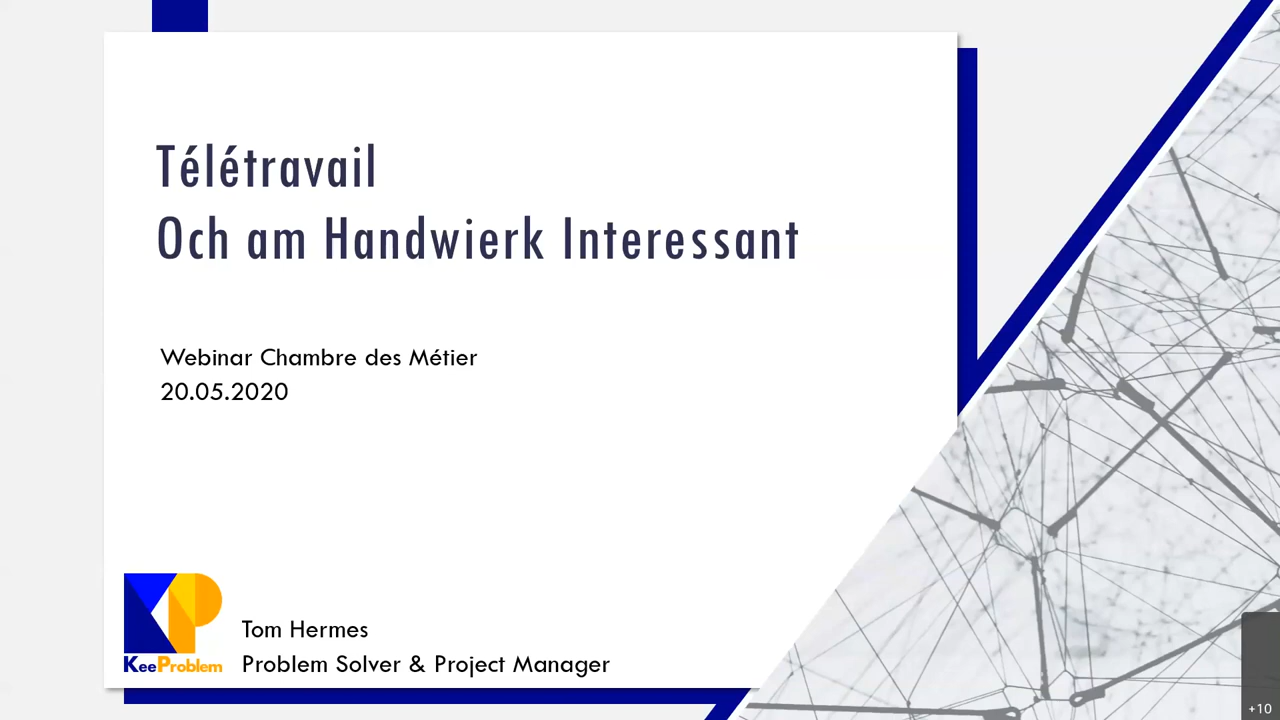 Télétravail
Och am Handwierk Interessant
Webinar Chambre des Métier
20.05.2020
Tom Hermes
KeeProblem
Problem Solver & Project Manager
+10